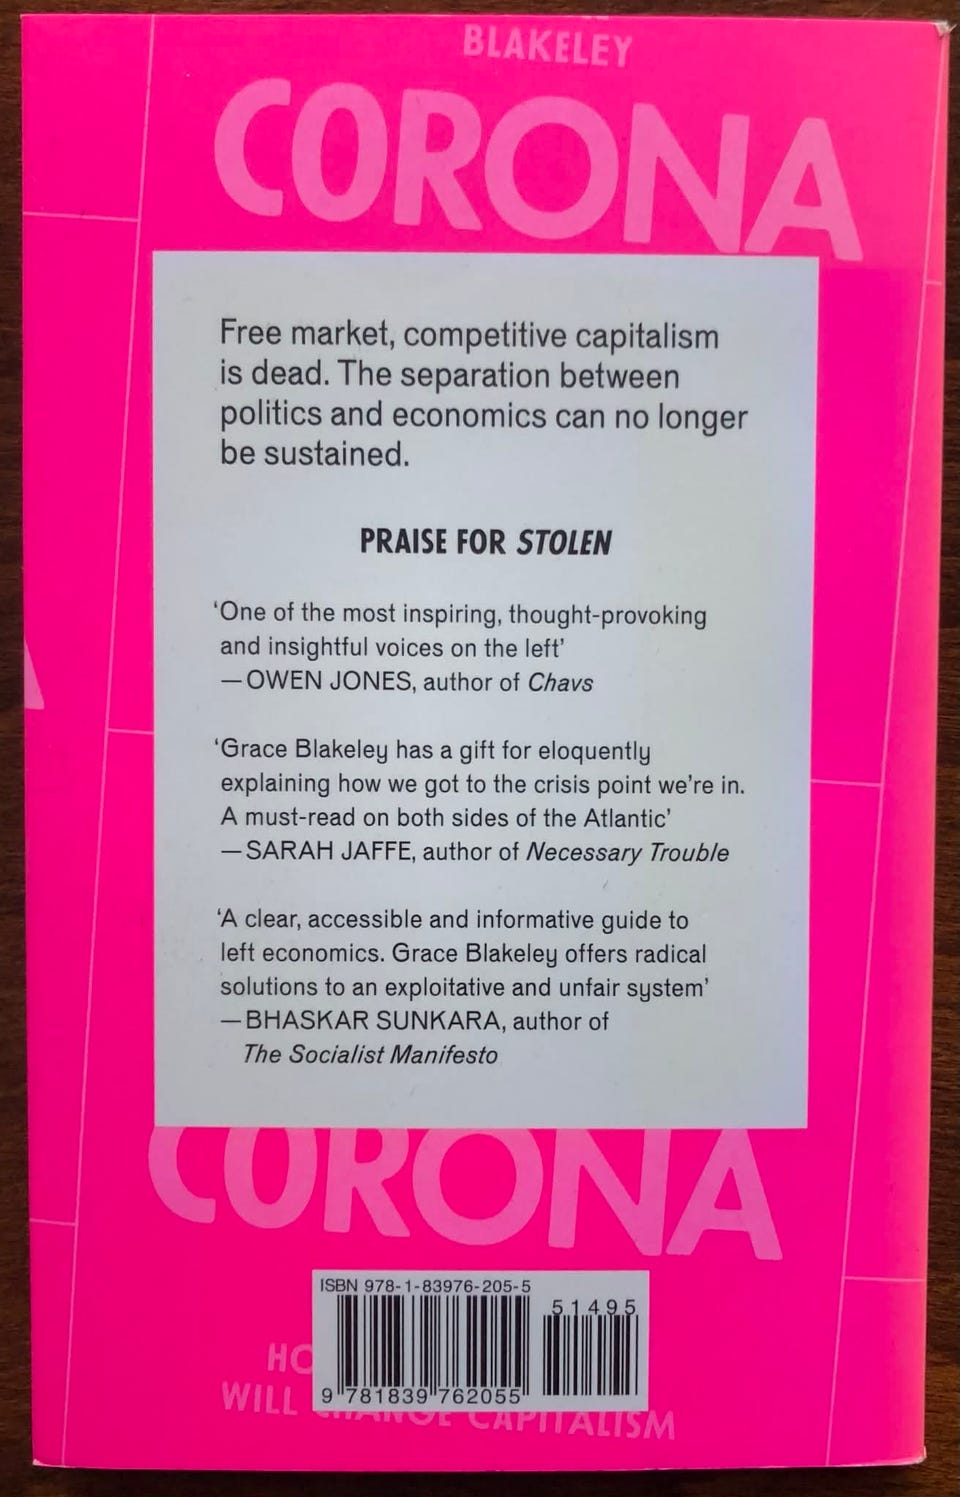 BLAKELEY
CORONA
Free market, competitive capitalism
is dead. The separation between
politics and economics can no longer
be sustained.
PRAISE FOR STOLEN
‘One of the most inspiring, thought-provoking
and insightful voices on the left’
—OWEN JONES, author of Chavs
‘Grace Blakeley has a gift for eloquently
explaining how we got to the crisis point we’re in.
A must-read on both sides of the Atlantic’
—SARAH JAFFE, author of Necessary Trouble
‘A clear, accessible and informative guide to
left economics. Grace Blakeley offers radical
solutions to an exploitative and unfair system’
—BHASKAR SUNKARA, author of
The Socialist Manifesto
CORONA
ISBN 978-1-83976-205-5
51495
9 781839 762055
HO
WILL CHANGE CAPITALISM